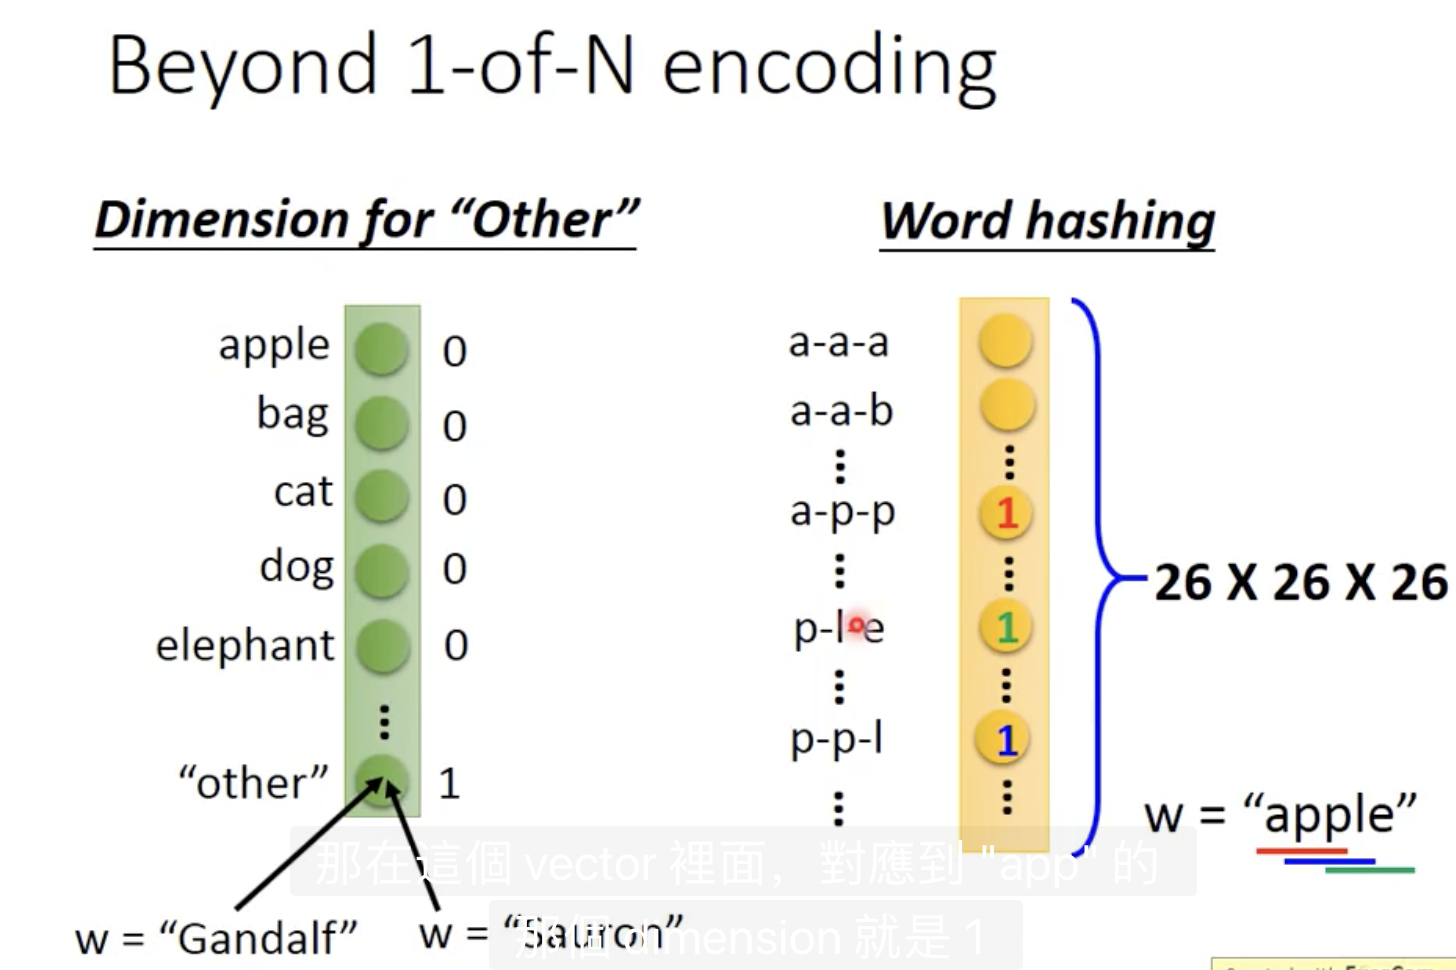 Beyond 1-of-N encoding
Dimension for “Other”
apple 0
bag 0
cat 0
dog 0
elephant 0
“other” 1
w = “Gandalf”
w = “Sauron”
Word hashing
a-a-a
a-a-b
a-p-p 1
p-l-e 1
p-p-l 1
26 X 26 X 26
w = “apple”
那在這個 vector 裡面，對應到 "app" 的
那個 dimension 就是 1